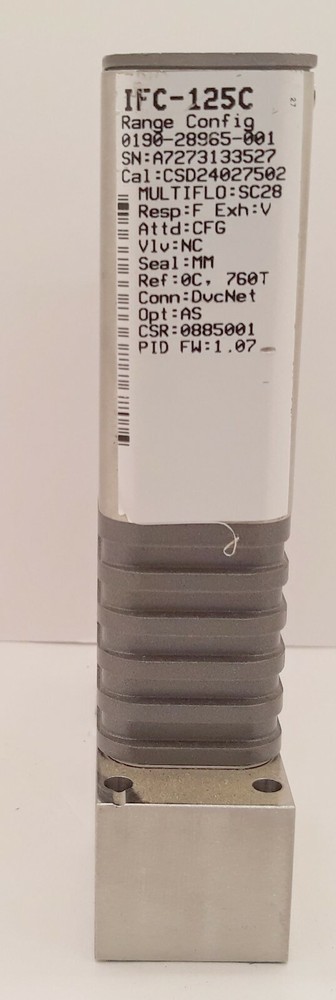 IFC-125C
27
Range Config
0190-28965-001
SN:A7273133527
Cal:CSD24027502
MULTIFLO:SC28
Resp:F Exh:V
Attd:CFG
Vlv:NC
Seal:MM
Ref:0C, 760T
Conn:DvcNet
Opt:AS
CSR:0885001
PID FW:1.07